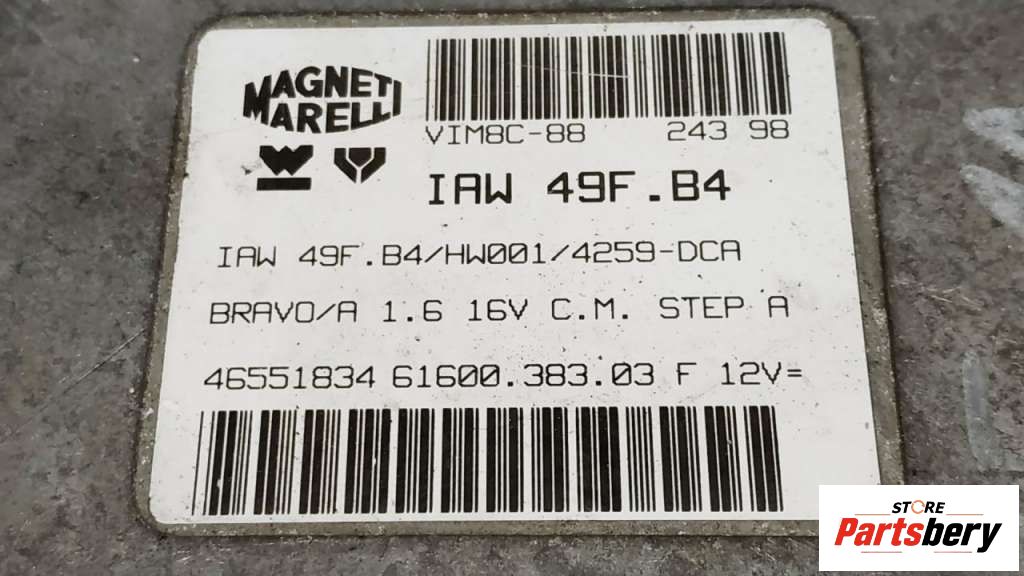 MAGNETI
MARELLI
VIM8C-88 243 98
IAW 49F.B4
IAW 49F.B4/HW001/4259-DCA
BRAVO/A 1.6 16V C.M. STEP A
46551834 61600.383.03 F 12V=
STORE
Partsbery